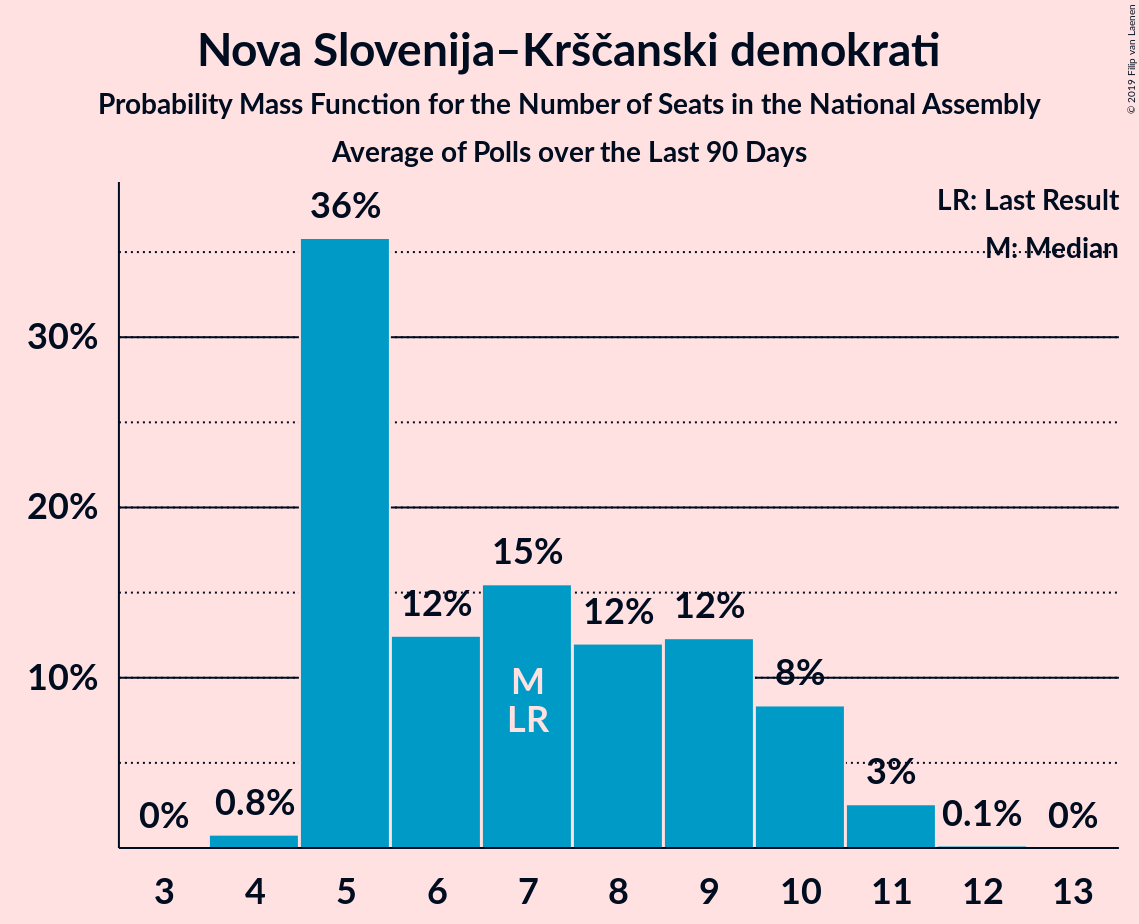 Nova Slovenija–Krščanski demokrati
Probability Mass Function for the Number of Seats in the National Assembly
Average of Polls over the Last 90 Days
© 2019 Filip van Laenen
LR: Last Result
M: Median
36%
30%
20%
15%
12%
12%
12%
10%
8%
M
LR
3%
0%
0.8%
0.1%
0%
3 4 5 6 7 8 9 10 11 12 13